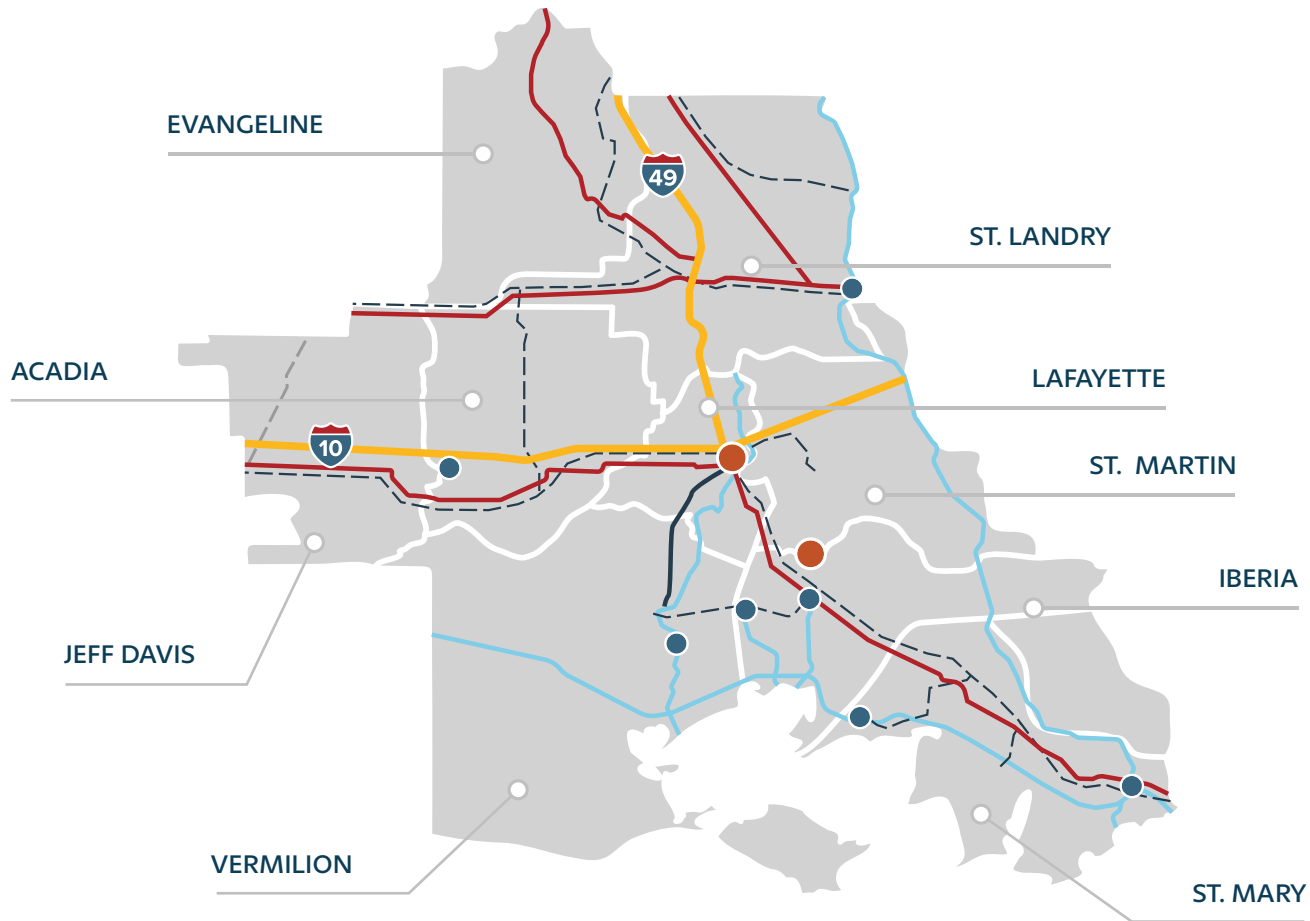 EVANGELINE
49
ST. LANDRY
ACADIA
LAFAYETTE
10
ST. MARTIN
IBERIA
JEFF DAVIS
VERMILION
ST. MARY